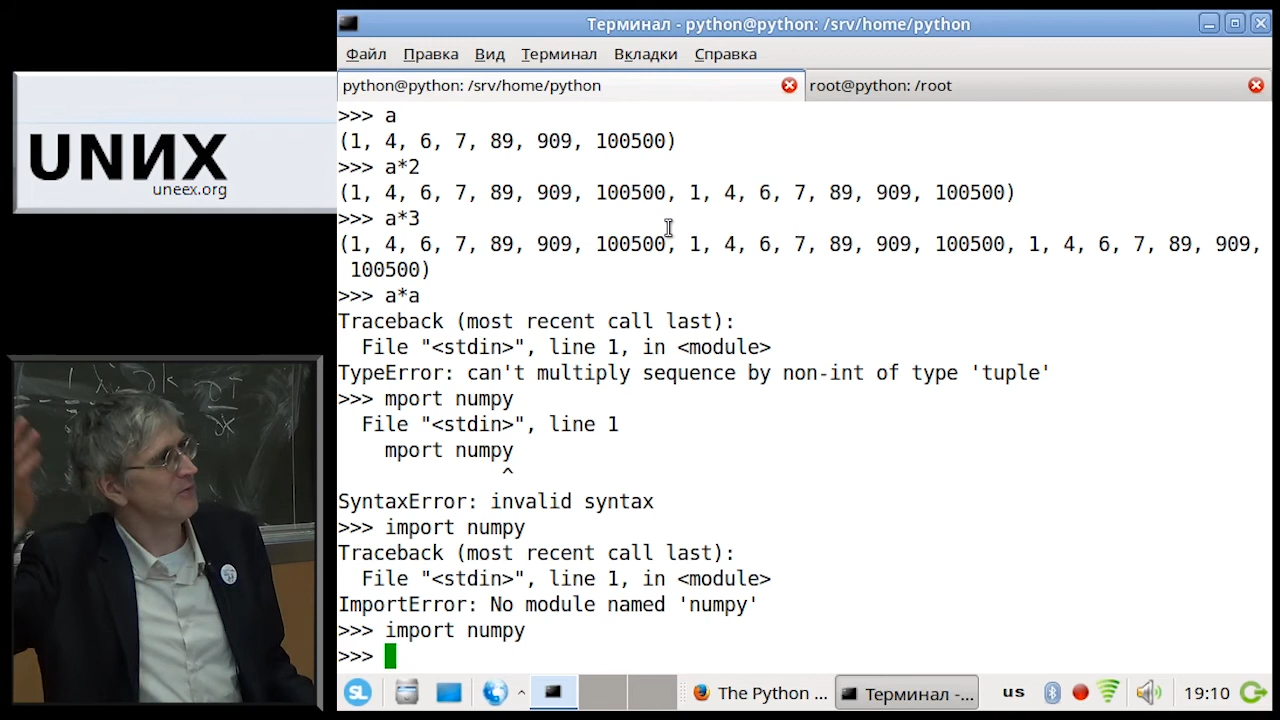 UNИX
uneex.org
Терминал - python@python: /srv/home/python
Файл Правка Вид Терминал Вкладки Справка
python@python: /srv/home/python
root@python: /root
>>> a
(1, 4, 6, 7, 89, 909, 100500)
>>> a*2
(1, 4, 6, 7, 89, 909, 100500, 1, 4, 6, 7, 89, 909, 100500)
>>> a*3
(1, 4, 6, 7, 89, 909, 100500, 1, 4, 6, 7, 89, 909, 100500, 1, 4, 6, 7, 89, 909,
 100500)
>>> a*a
Traceback (most recent call last):
  File "<stdin>", line 1, in <module>
TypeError: can't multiply sequence by non-int of type 'tuple'
>>> mport numpy
  File "<stdin>", line 1
    mport numpy
              ^
SyntaxError: invalid syntax
>>> import numpy
Traceback (most recent call last):
  File "<stdin>", line 1, in <module>
ImportError: No module named 'numpy'
>>> import numpy
>>>
SL ^ The Python ... Терминал -... us 19:10